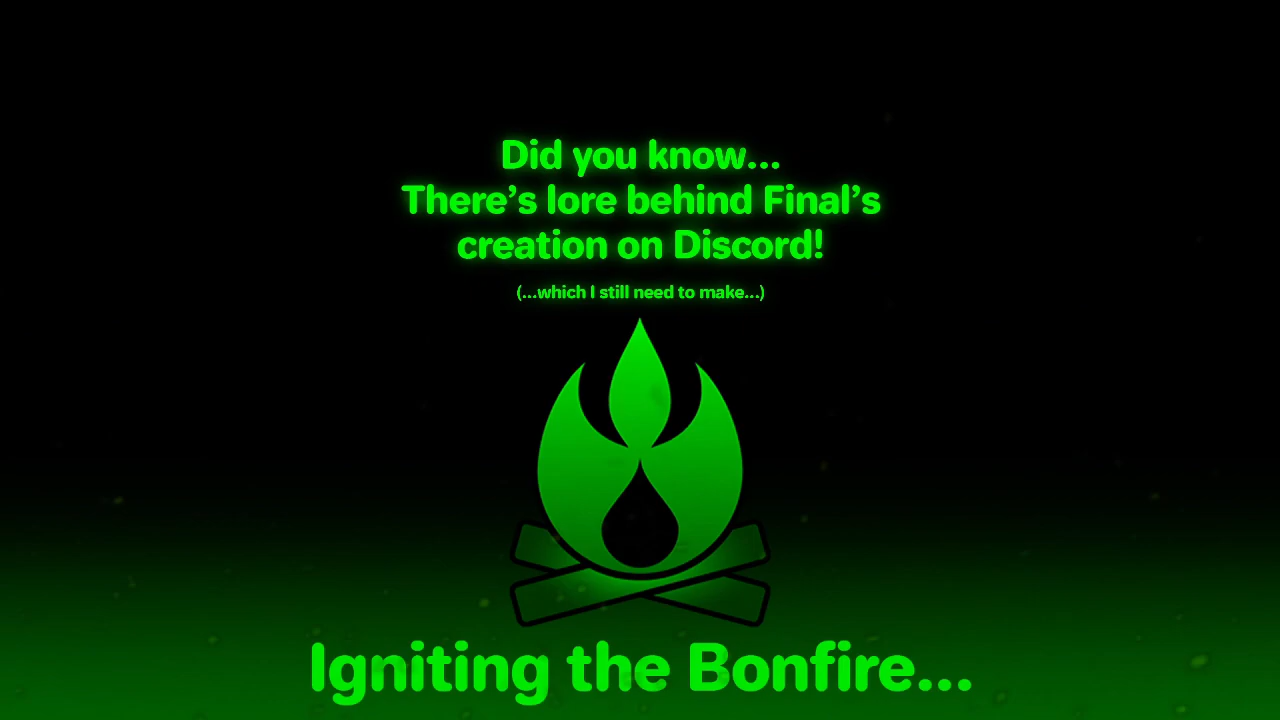 Did you know...
There’s lore behind Final’s
creation on Discord!
(...which I still need to make...)
Igniting the Bonfire...